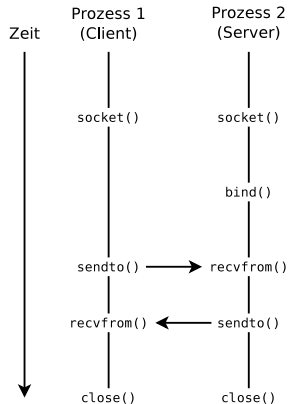 Zeit
Prozess 1
(Client)
Prozess 2
(Server)
socket()
socket()
bind()
sendto()
recvfrom()
recvfrom()
sendto()
close()
close()